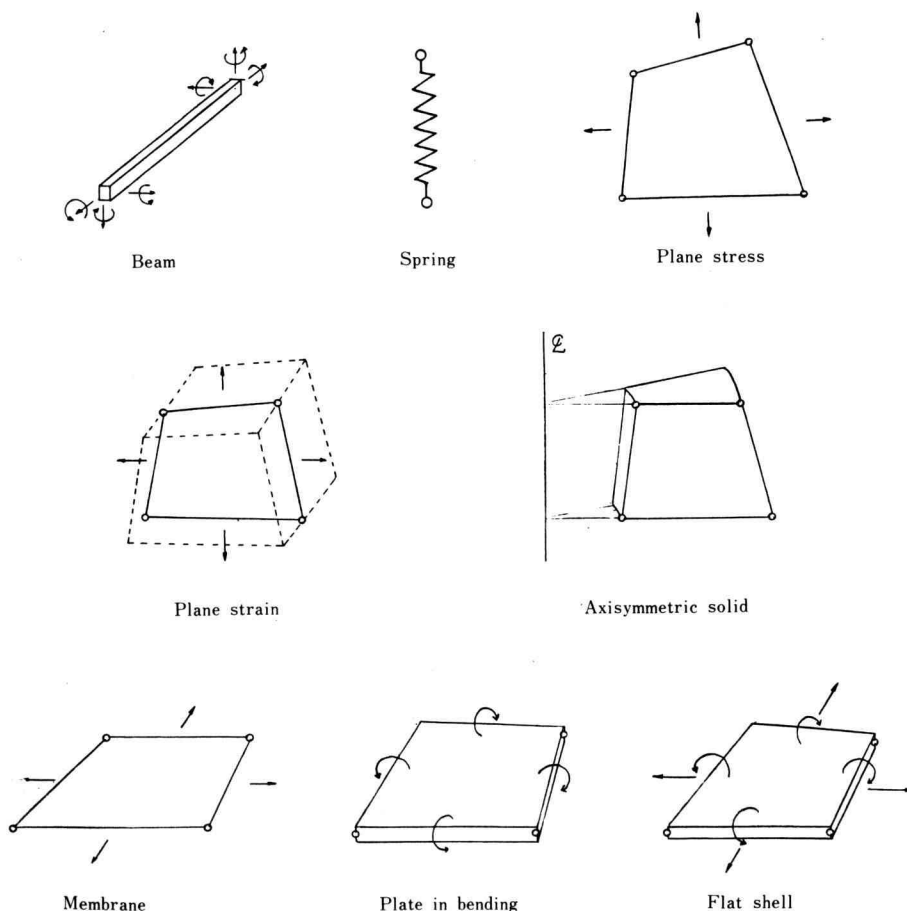 Beam
Spring
Plane stress
℄
Plane strain
Axisymmetric solid
Membrane
Plate in bending
Flat shell